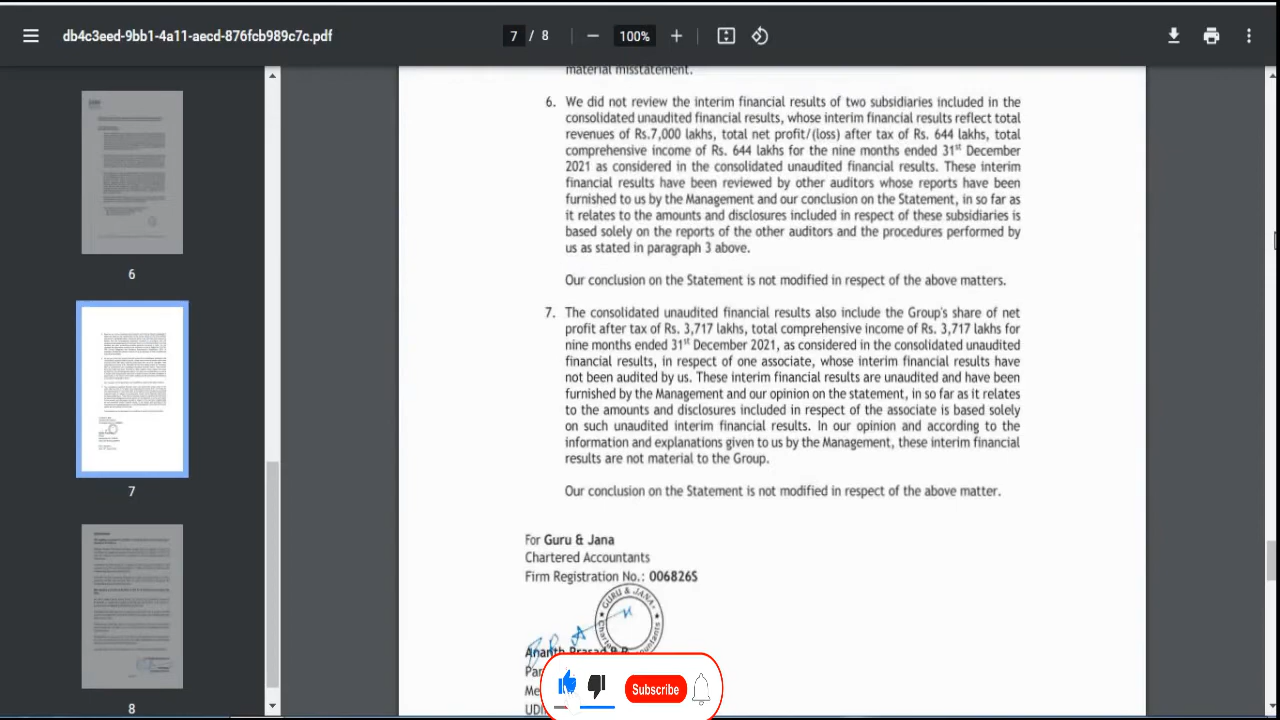 db4c3eed-9bb1-4a11-aecd-876fcb989c7c.pdf
7 / 8
100%
6
7
8
material misstatement.
6. We did not review the interim financial results of two subsidiaries included in the
consolidated unaudited financial results, whose interim financial results reflect total
revenues of Rs.7,000 lakhs, total net profit/(loss) after tax of Rs. 644 lakhs, total
comprehensive income of Rs. 644 lakhs for the nine months ended 31st December
2021 as considered in the consolidated unaudited financial results. These interim
financial results have been reviewed by other auditors whose reports have been
furnished to us by the Management and our conclusion on the Statement, in so far as
it relates to the amounts and disclosures included in respect of these subsidiaries is
based solely on the reports of the other auditors and the procedures performed by
us as stated in paragraph 3 above.
Our conclusion on the Statement is not modified in respect of the above matters.
7. The consolidated unaudited financial results also include the Group's share of net
profit after tax of Rs. 3,717 lakhs, total comprehensive income of Rs. 3,717 lakhs for
nine months ended 31st December 2021, as considered in the consolidated unaudited
financial results, in respect of one associate, whose interim financial results have
not been audited by us. These interim financial results are unaudited and have been
furnished by the Management and our opinion on the statement, in so far as it relates
to the amounts and disclosures included in respect of the associate is based solely
on such unaudited interim financial results. In our opinion and according to the
information and explanations given to us by the Management, these interim financial
results are not material to the Group.
Our conclusion on the Statement is not modified in respect of the above matter.
For Guru & Jana
Chartered Accountants
Firm Registration No.: 006826S
GURU & JANA
Ananth Prasad
Subscribe